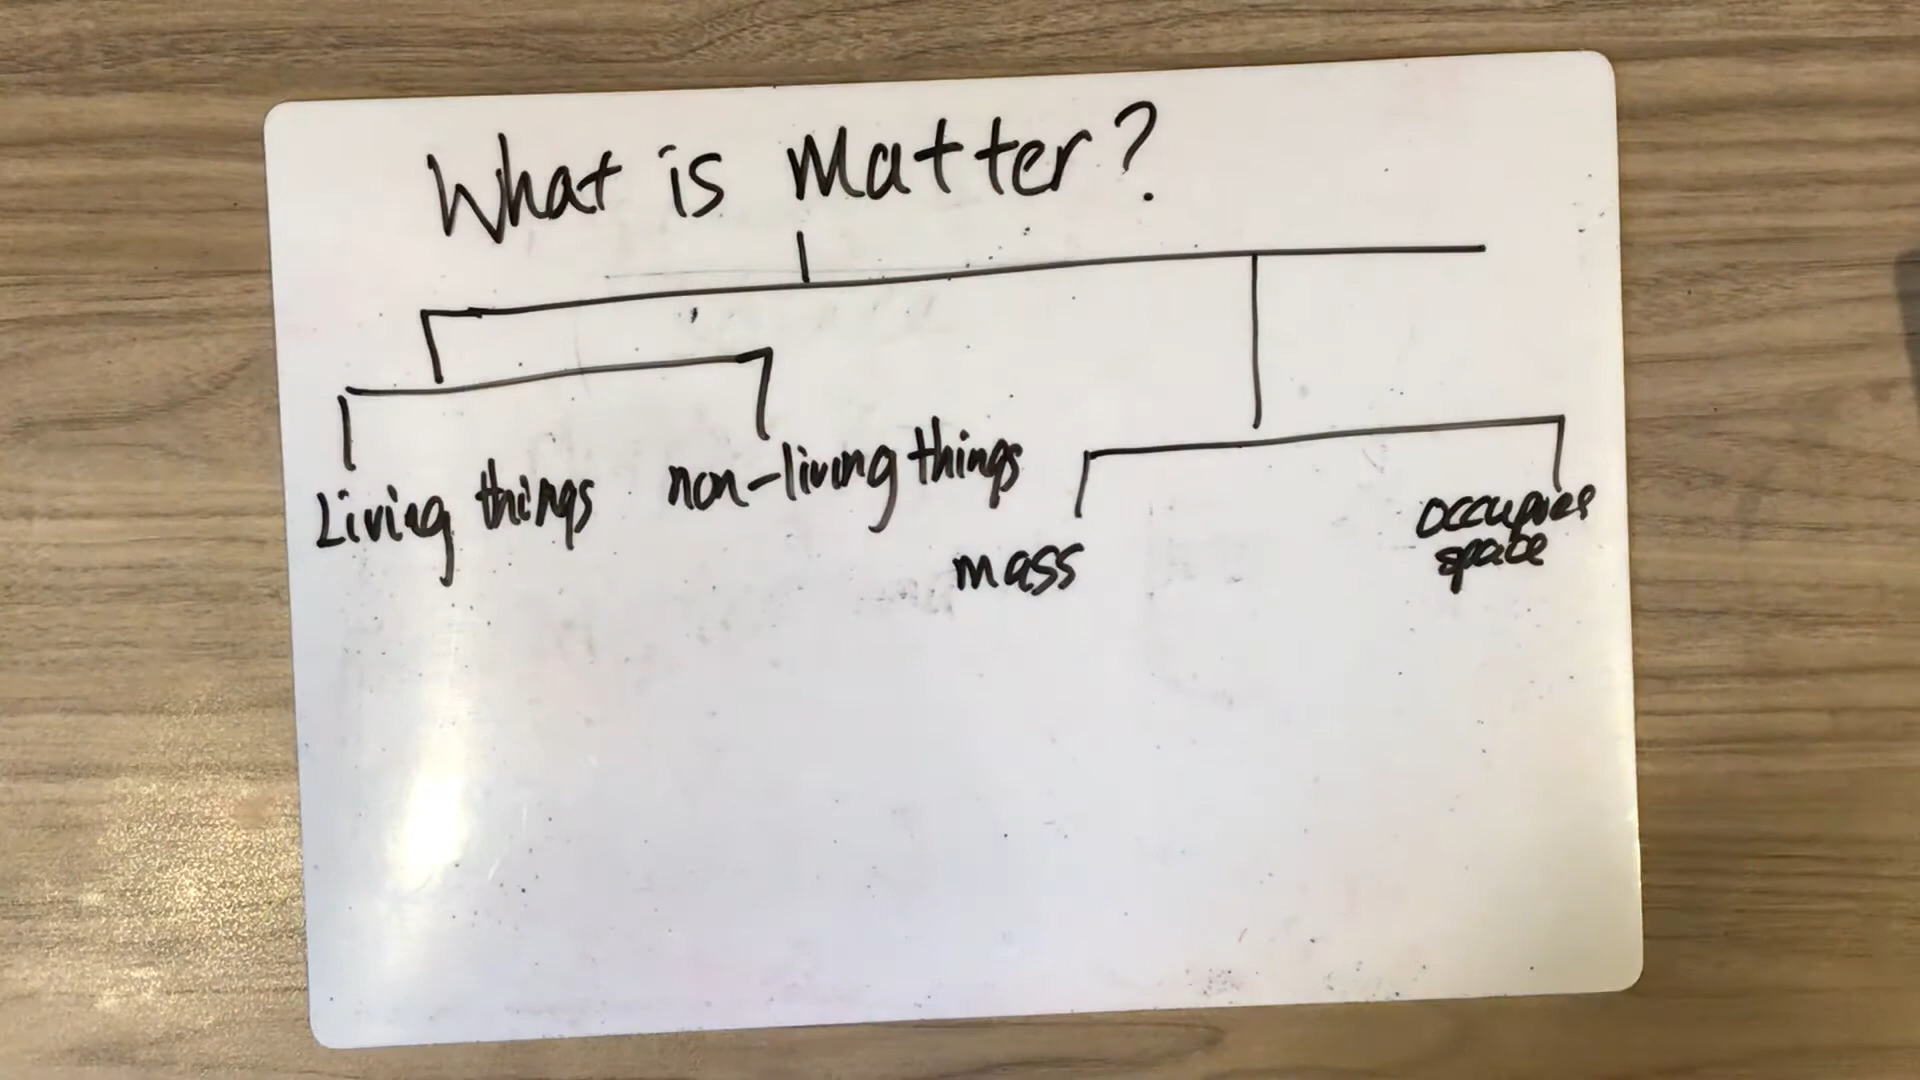 What is Matter?
Living things
non-living things
mass
occupies
space